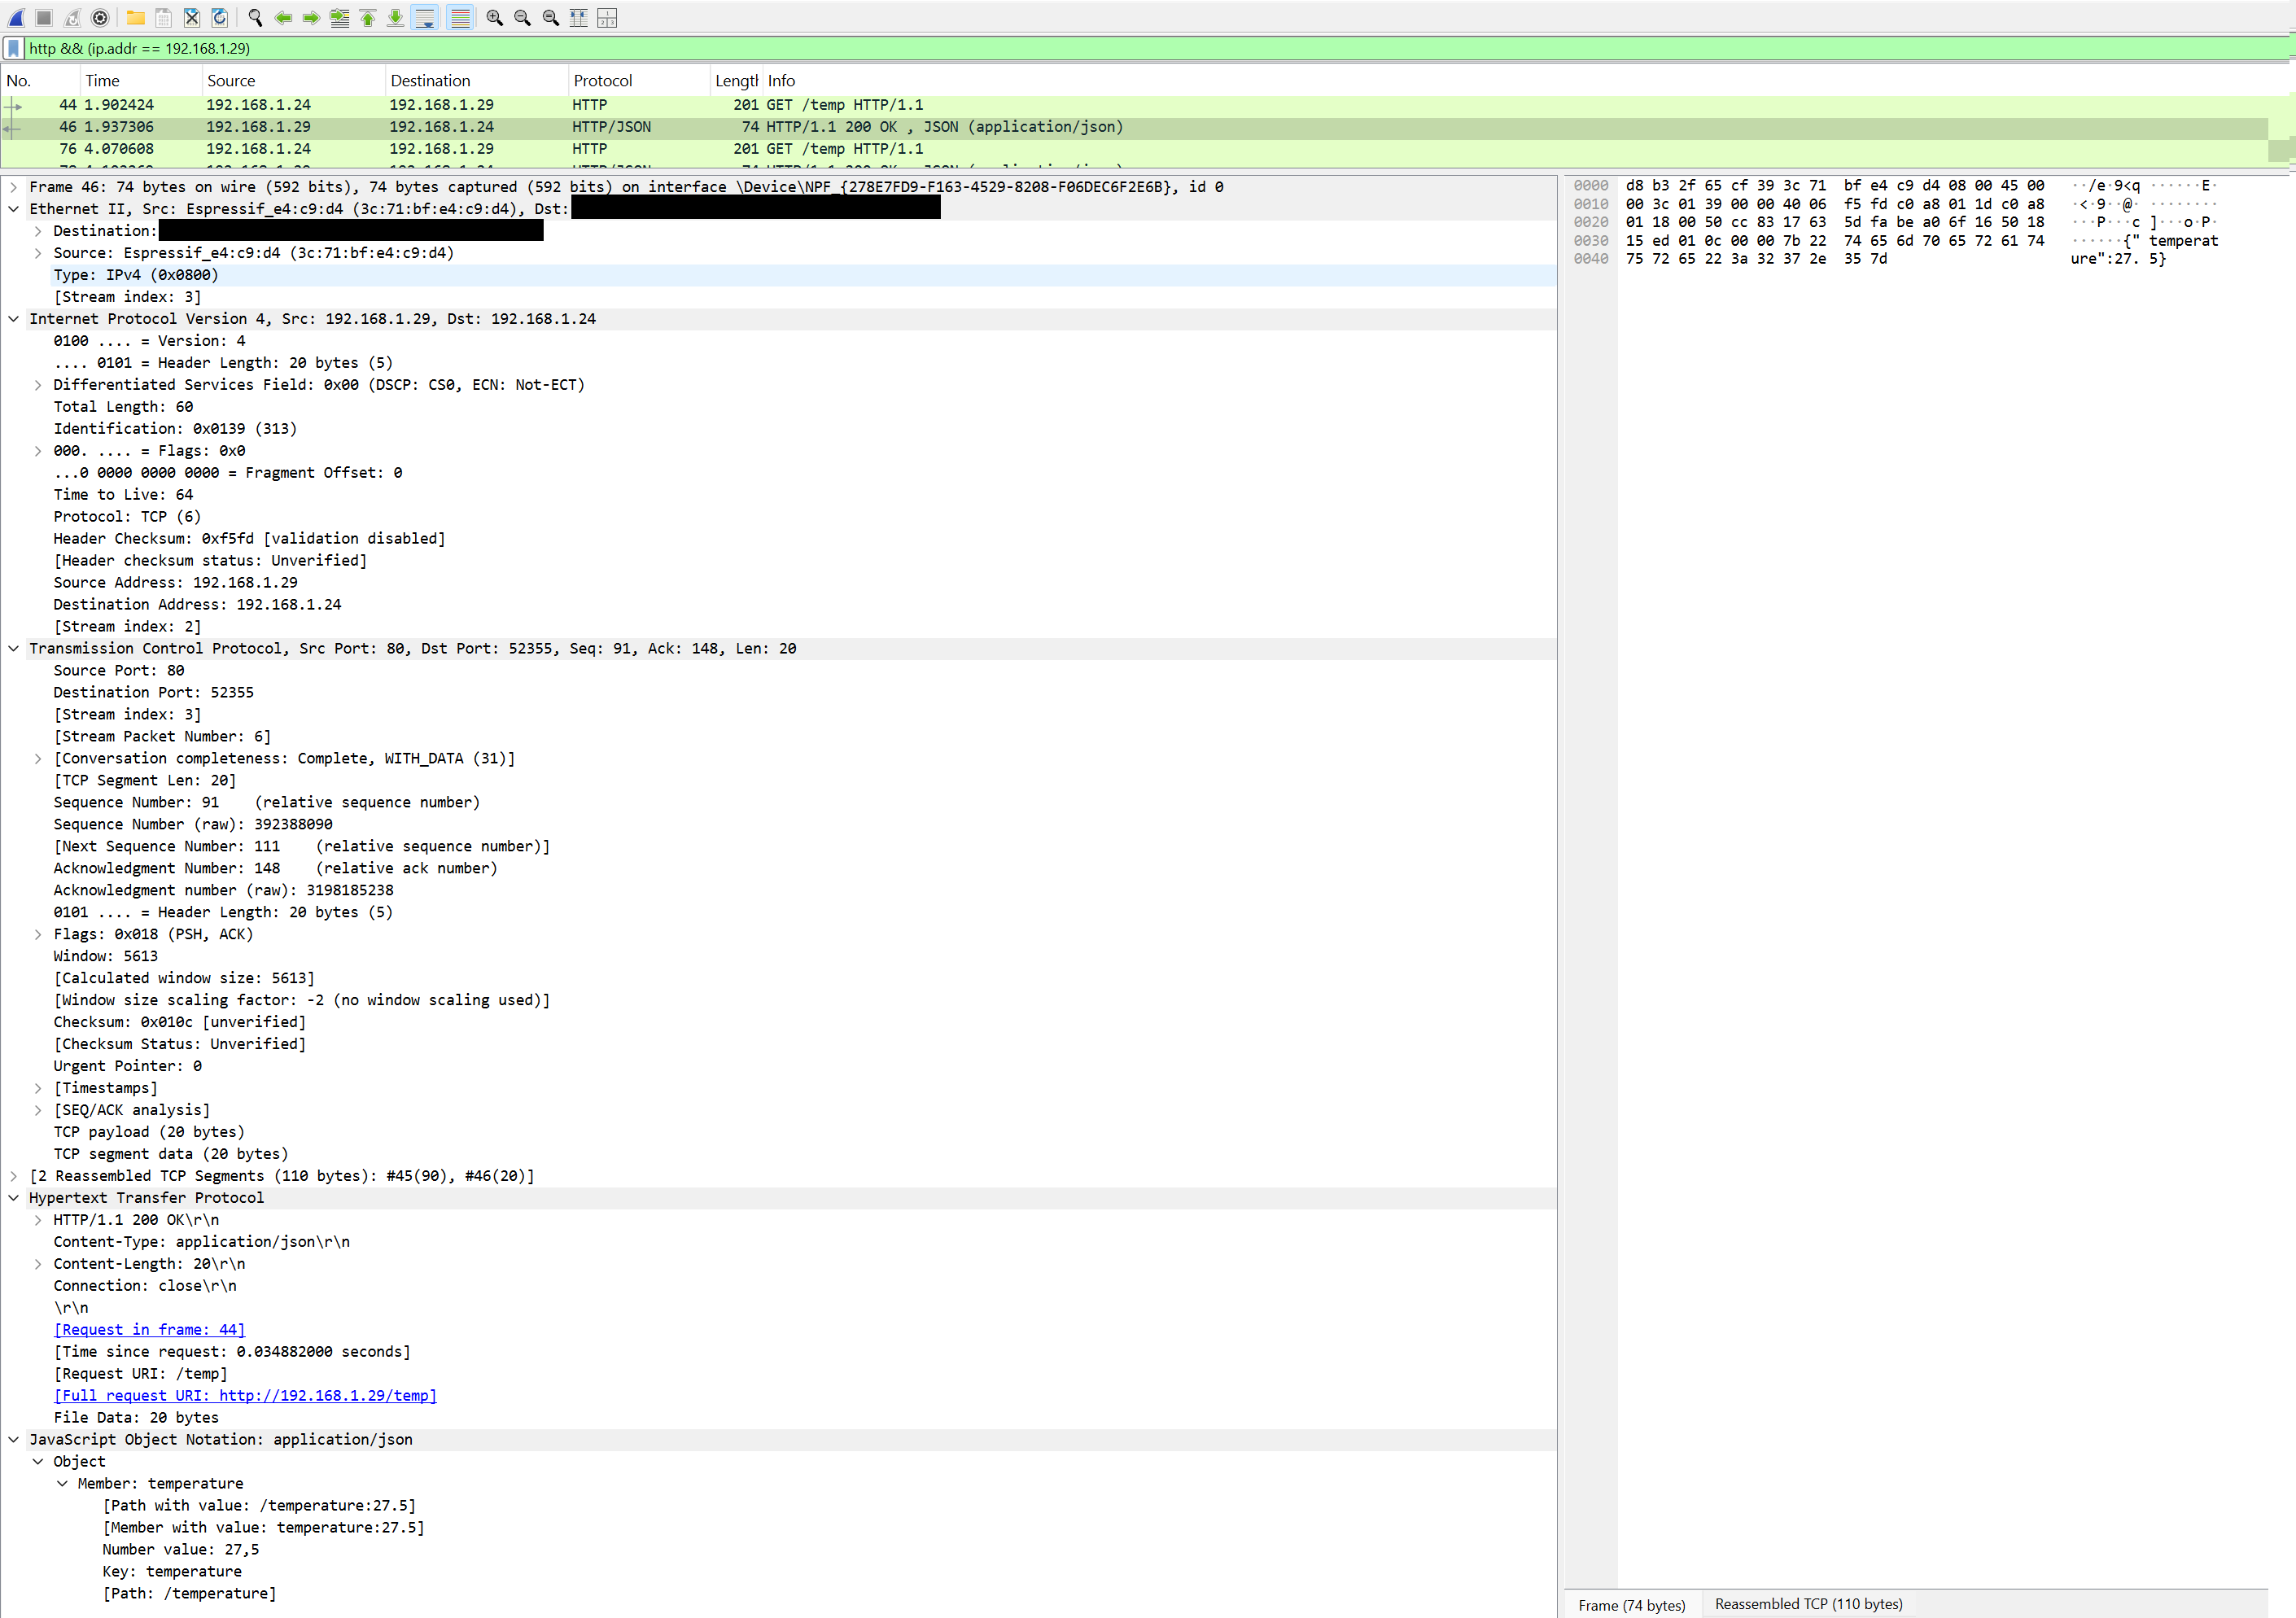 http && (ip.addr == 192.168.1.29)
No. Time Source Destination Protocol Length Info
44 1.902424 192.168.1.24 192.168.1.29 HTTP 201 GET /temp HTTP/1.1
46 1.937306 192.168.1.29 192.168.1.24 HTTP/JSON 74 HTTP/1.1 200 OK , JSON (application/json)
76 4.070608 192.168.1.24 192.168.1.29 HTTP 201 GET /temp HTTP/1.1
Frame 46: 74 bytes on wire (592 bits), 74 bytes captured (592 bits) on interface \Device\NPF_{278E7FD9-F163-4529-8208-F06DEC6F2E6B}, id 0
Ethernet II, Src: Espressif_e4:c9:d4 (3c:71:bf:e4:c9:d4), Dst:
Destination:
Source: Espressif_e4:c9:d4 (3c:71:bf:e4:c9:d4)
Type: IPv4 (0x0800)
[Stream index: 3]
Internet Protocol Version 4, Src: 192.168.1.29, Dst: 192.168.1.24
0100 .... = Version: 4
.... 0101 = Header Length: 20 bytes (5)
Differentiated Services Field: 0x00 (DSCP: CS0, ECN: Not-ECT)
Total Length: 60
Identification: 0x0139 (313)
000. .... = Flags: 0x0
...0 0000 0000 0000 = Fragment Offset: 0
Time to Live: 64
Protocol: TCP (6)
Header Checksum: 0xf5fd [validation disabled]
[Header checksum status: Unverified]
Source Address: 192.168.1.29
Destination Address: 192.168.1.24
[Stream index: 2]
Transmission Control Protocol, Src Port: 80, Dst Port: 52355, Seq: 91, Ack: 148, Len: 20
Source Port: 80
Destination Port: 52355
[Stream index: 3]
[Stream Packet Number: 6]
[Conversation completeness: Complete, WITH_DATA (31)]
[TCP Segment Len: 20]
Sequence Number: 91 (relative sequence number)
Sequence Number (raw): 392388090
[Next Sequence Number: 111 (relative sequence number)]
Acknowledgment Number: 148 (relative ack number)
Acknowledgment number (raw): 3198185238
0101 .... = Header Length: 20 bytes (5)
Flags: 0x018 (PSH, ACK)
Window: 5613
[Calculated window size: 5613]
[Window size scaling factor: -2 (no window scaling used)]
Checksum: 0x010c [unverified]
[Checksum Status: Unverified]
Urgent Pointer: 0
[Timestamps]
[SEQ/ACK analysis]
TCP payload (20 bytes)
TCP segment data (20 bytes)
[2 Reassembled TCP Segments (110 bytes): #45(90), #46(20)]
Hypertext Transfer Protocol
HTTP/1.1 200 OK\r\n
Content-Type: application/json\r\n
Content-Length: 20\r\n
Connection: close\r\n
\r\n
[Request in frame: 44]
[Time since request: 0.034882000 seconds]
[Request URI: /temp]
[Full request URI: http://192.168.1.29/temp]
File Data: 20 bytes
JavaScript Object Notation: application/json
Object
Member: temperature
[Path with value: /temperature:27.5]
[Member with value: temperature:27.5]
Number value: 27,5
Key: temperature
[Path: /temperature]
0000 d8 b3 2f 65 cf 39 3c 71 bf e4 c9 d4 08 00 45 00 ··/e·9<q ······E·
0010 00 3c 01 39 00 00 40 06 f5 fd c0 a8 01 1d c0 a8 ·<·9··@· ········
0020 01 18 00 50 cc 83 17 63 5d fa be a0 6f 16 50 18 ···P···c ]···o·P·
0030 15 ed 01 0c 00 00 7b 22 74 65 6d 70 65 72 61 74 ······{" temperat
0040 75 72 65 22 3a 32 37 2e 35 7d ure":27. 5}
Frame (74 bytes) Reassembled TCP (110 bytes)